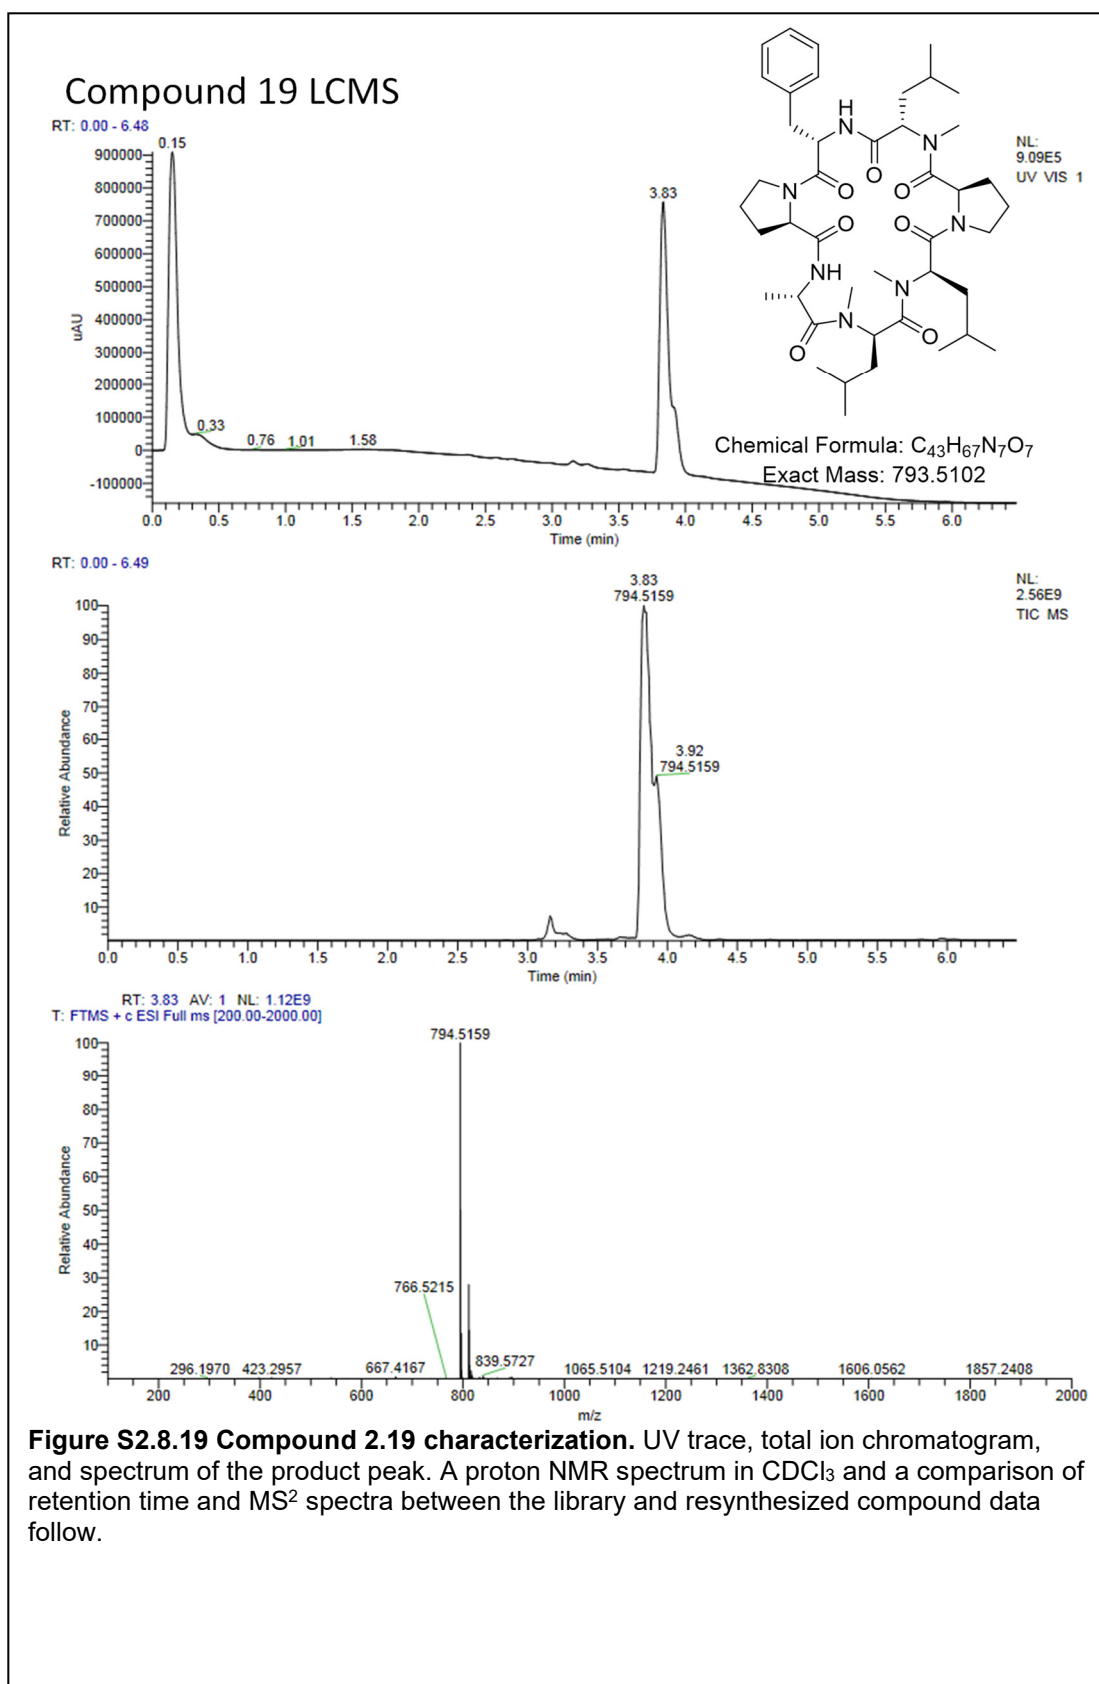 Compound 19 LCMS
RT: 0.00 - 6.48
0.15
900000
800000
700000
600000
500000
400000
300000
200000
100000
0
-100000
uAU
0.33
0.76
1.01
1.58
3.83
NL:
9.09E5
UV VIS 1
H
N
N
O
O
O
N
N
O
O
N
NH
N
N
O
O
O
Chemical Formula: C₄₃H₆₇N₇O₇
Exact Mass: 793.5102
0.0 0.5 1.0 1.5 2.0 2.5 3.0 3.5 4.0 4.5 5.0 5.5 6.0
Time (min)
RT: 0.00 - 6.49
NL:
2.56E9
TIC MS
3.83
794.5159
3.92
794.5159
100
90
80
70
60
50
40
30
20
10
Relative Abundance
0.0 0.5 1.0 1.5 2.0 2.5 3.0 3.5 4.0 4.5 5.0 5.5 6.0
Time (min)
RT: 3.83 AV: 1 NL: 1.12E9
T: FTMS + c ESI Full ms [200.00-2000.00]
794.5159
100
90
80
70
60
50
40
30
20
10
Relative Abundance
766.5215
296.1970 423.2957 667.4167 839.5727 1065.5104 1219.2461 1362.8308 1606.0562 1857.2408
200 400 600 800 1000 1200 1400 1600 1800 2000
m/z
Figure S2.8.19 Compound 2.19 characterization. UV trace, total ion chromatogram,
and spectrum of the product peak. A proton NMR spectrum in CDCl₃ and a comparison of
retention time and MS² spectra between the library and resynthesized compound data
follow.